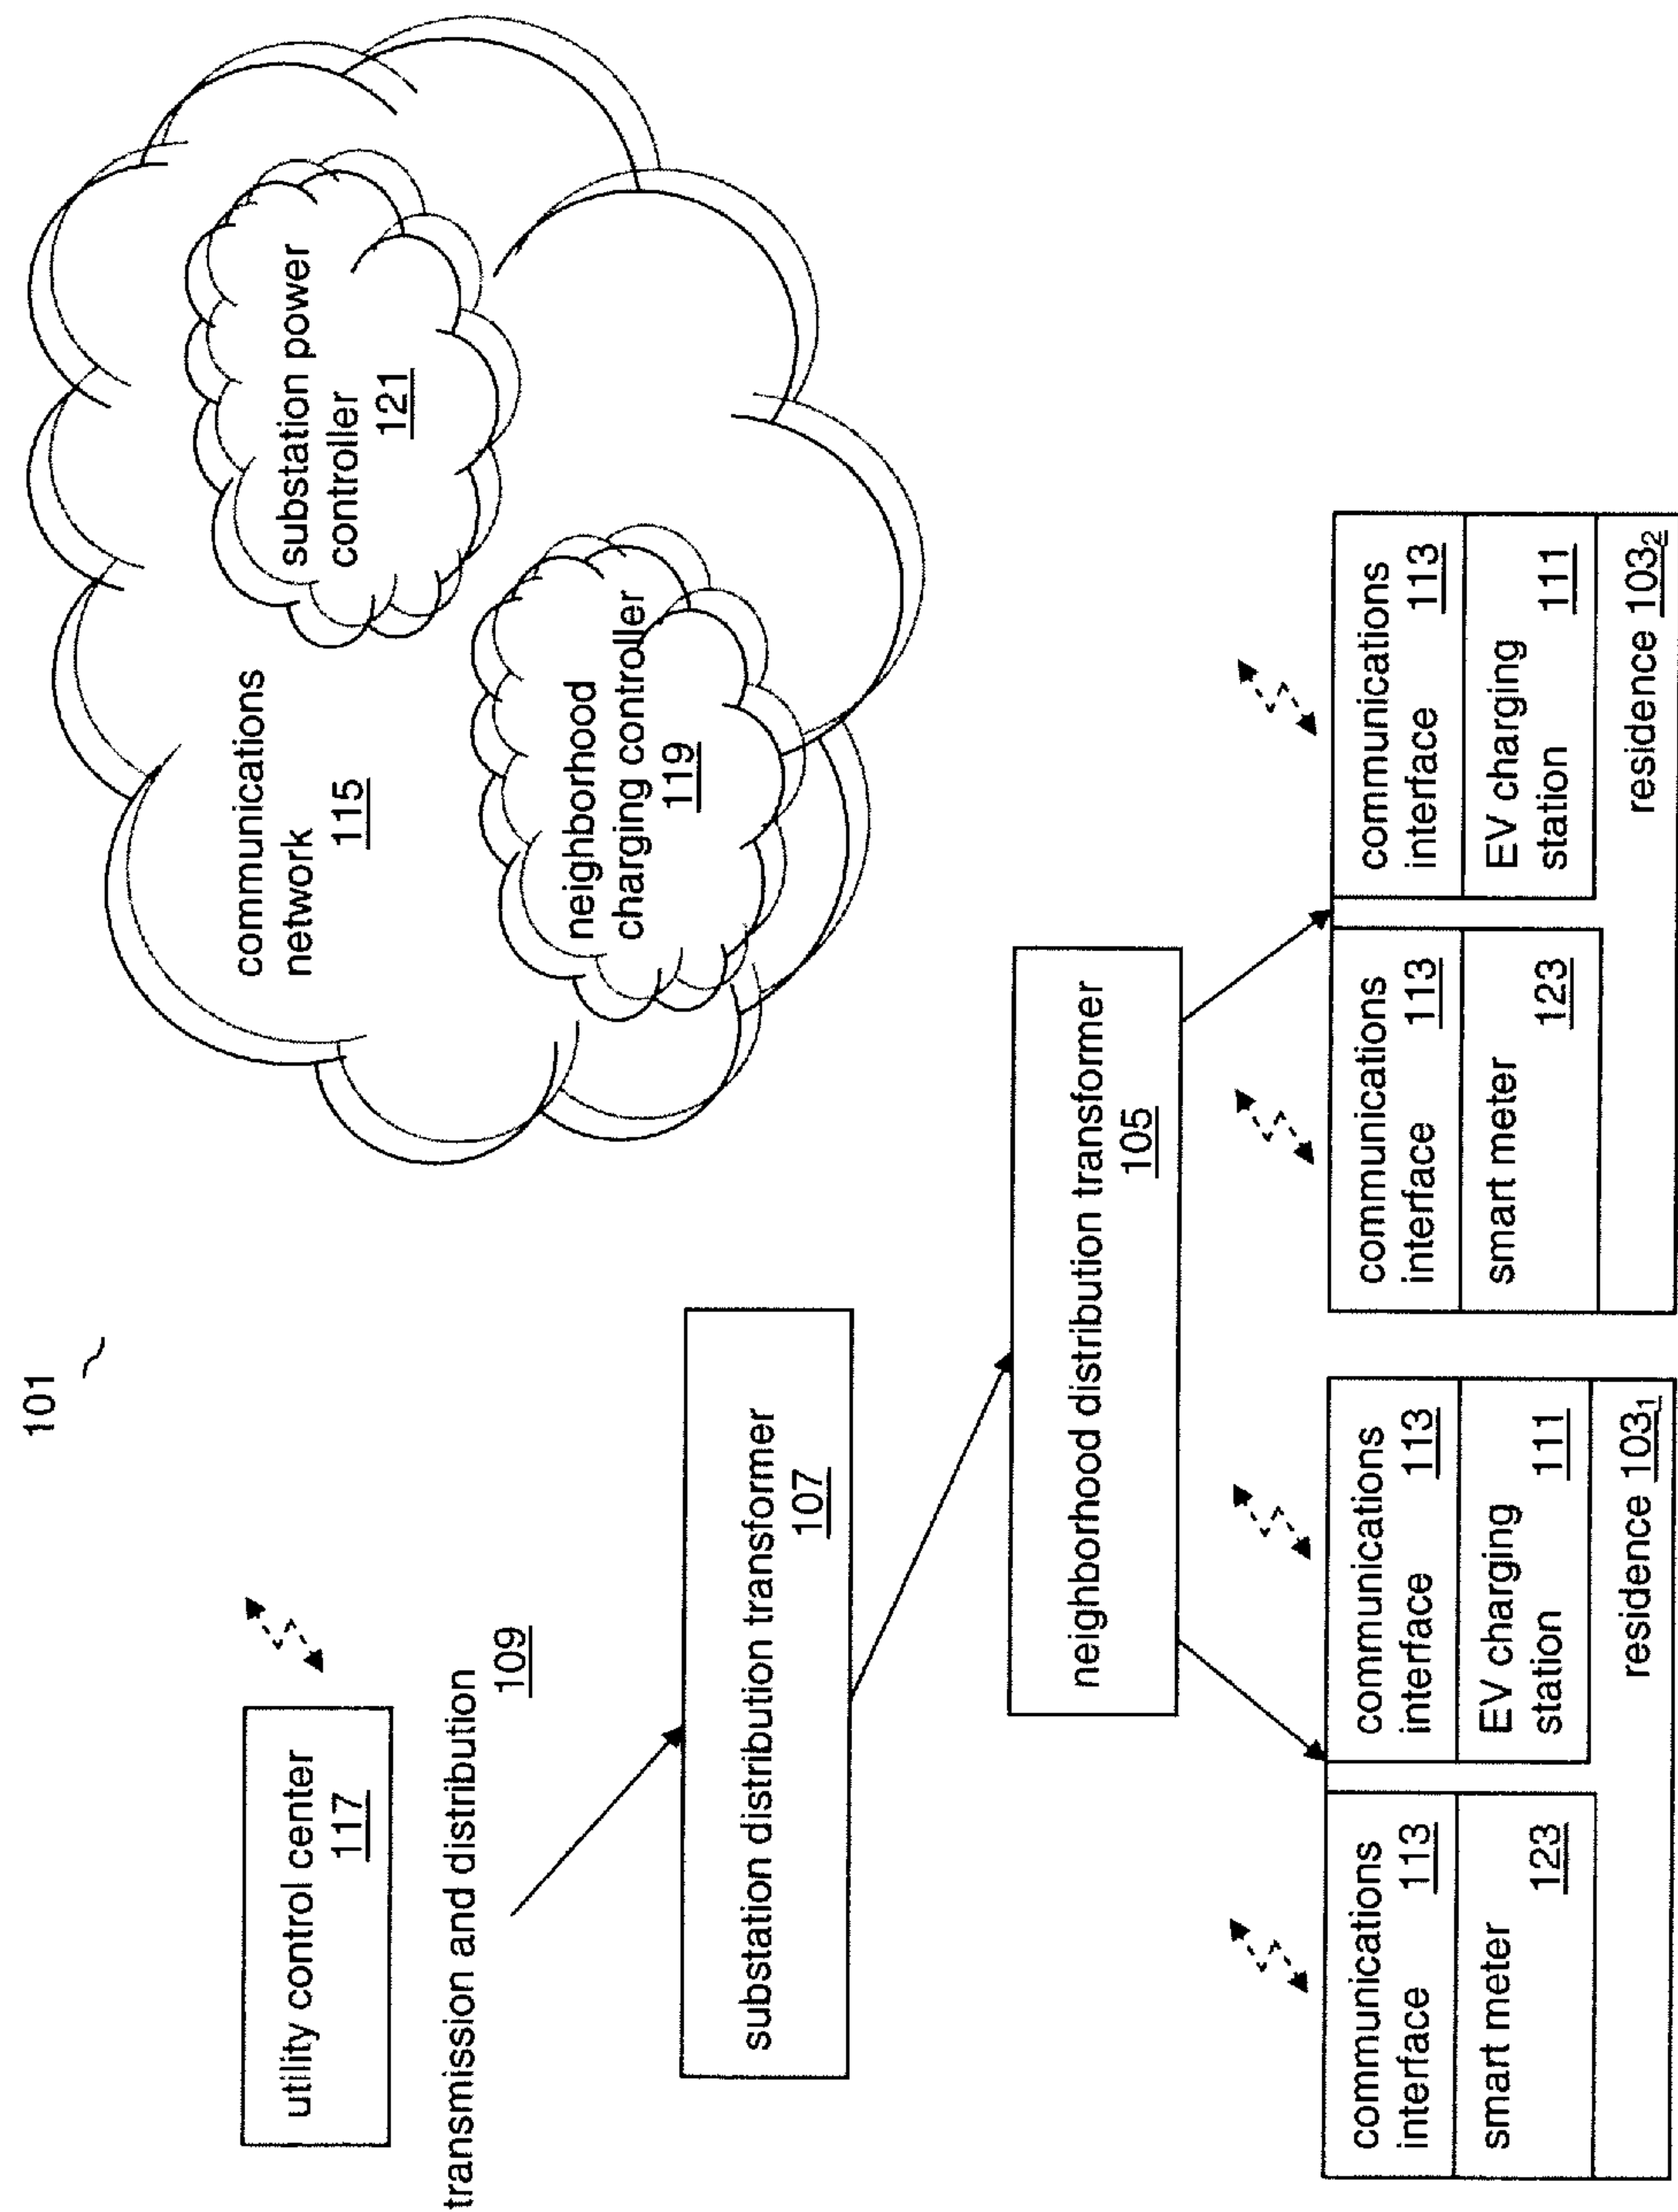 101
utility control center
117
transmission and distribution
109
substation distribution transformer
107
neighborhood distribution transformer
105
communications
network
115
substation power
controller
121
neighborhood
charging controller
119
communications
interface 113
smart meter
123
communications
interface 113
EV charging
station 111
residence 103₁
communications
interface 113
smart meter
123
communications
interface 113
EV charging
station 111
residence 103₂